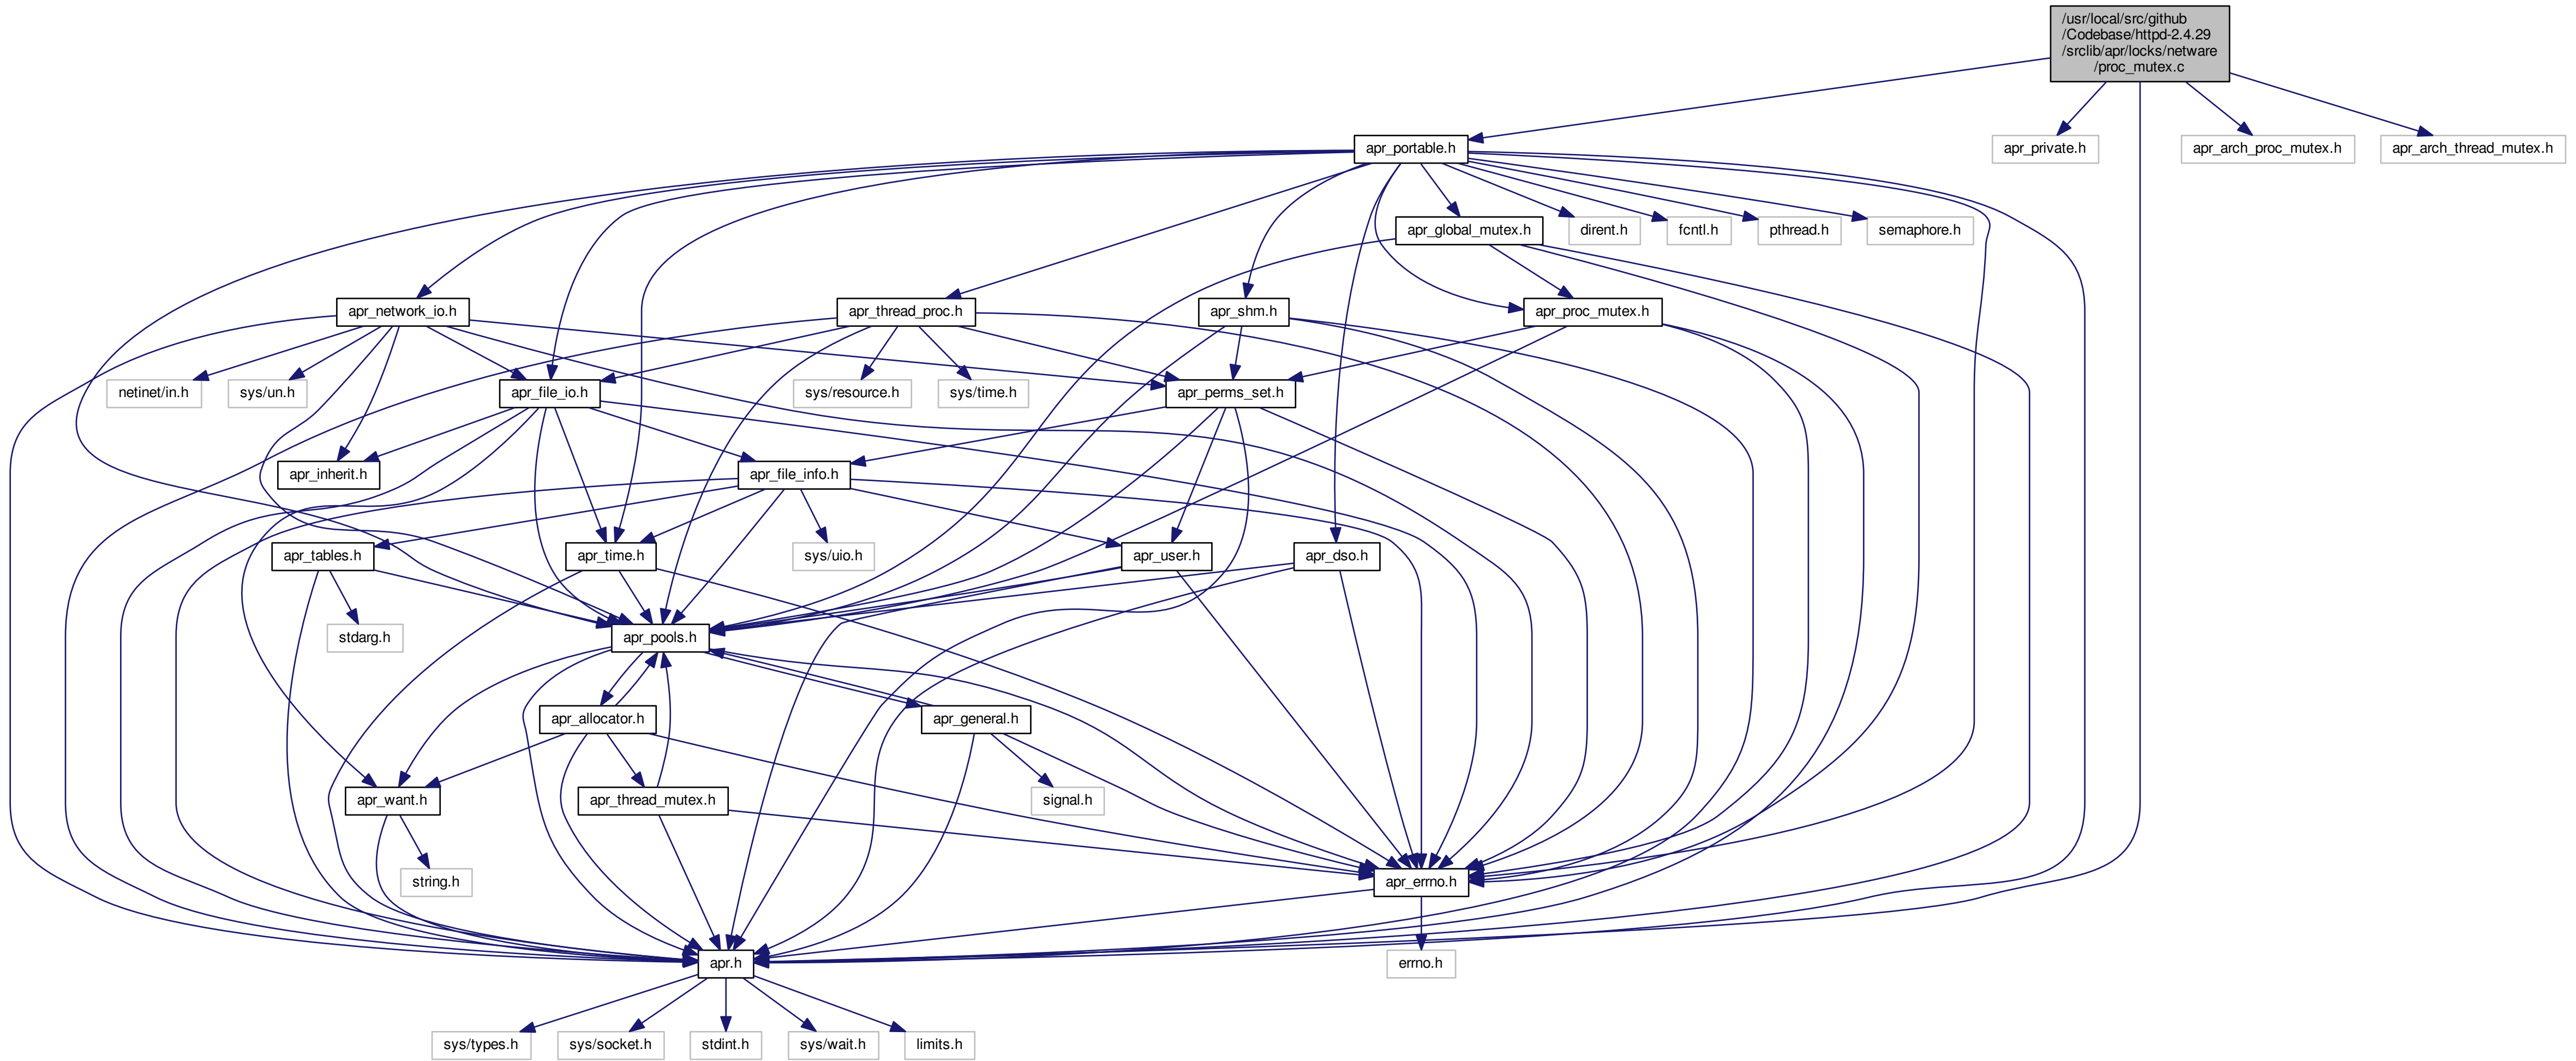 /usr/local/src/github
/Codebase/httpd-2.4.29
/srclib/apr/locks/netware
/proc_mutex.c
apr_portable.h
apr_private.h
apr_arch_proc_mutex.h
apr_arch_thread_mutex.h
apr_global_mutex.h
dirent.h
fcntl.h
pthread.h
semaphore.h
apr_network_io.h
apr_thread_proc.h
apr_shm.h
apr_proc_mutex.h
netinet/in.h
sys/un.h
apr_file_io.h
sys/resource.h
sys/time.h
apr_perms_set.h
apr_inherit.h
apr_file_info.h
apr_tables.h
apr_time.h
sys/uio.h
apr_user.h
apr_dso.h
stdarg.h
apr_pools.h
apr_allocator.h
apr_general.h
apr_want.h
apr_thread_mutex.h
signal.h
string.h
apr_errno.h
apr.h
errno.h
sys/types.h
sys/socket.h
stdint.h
sys/wait.h
limits.h